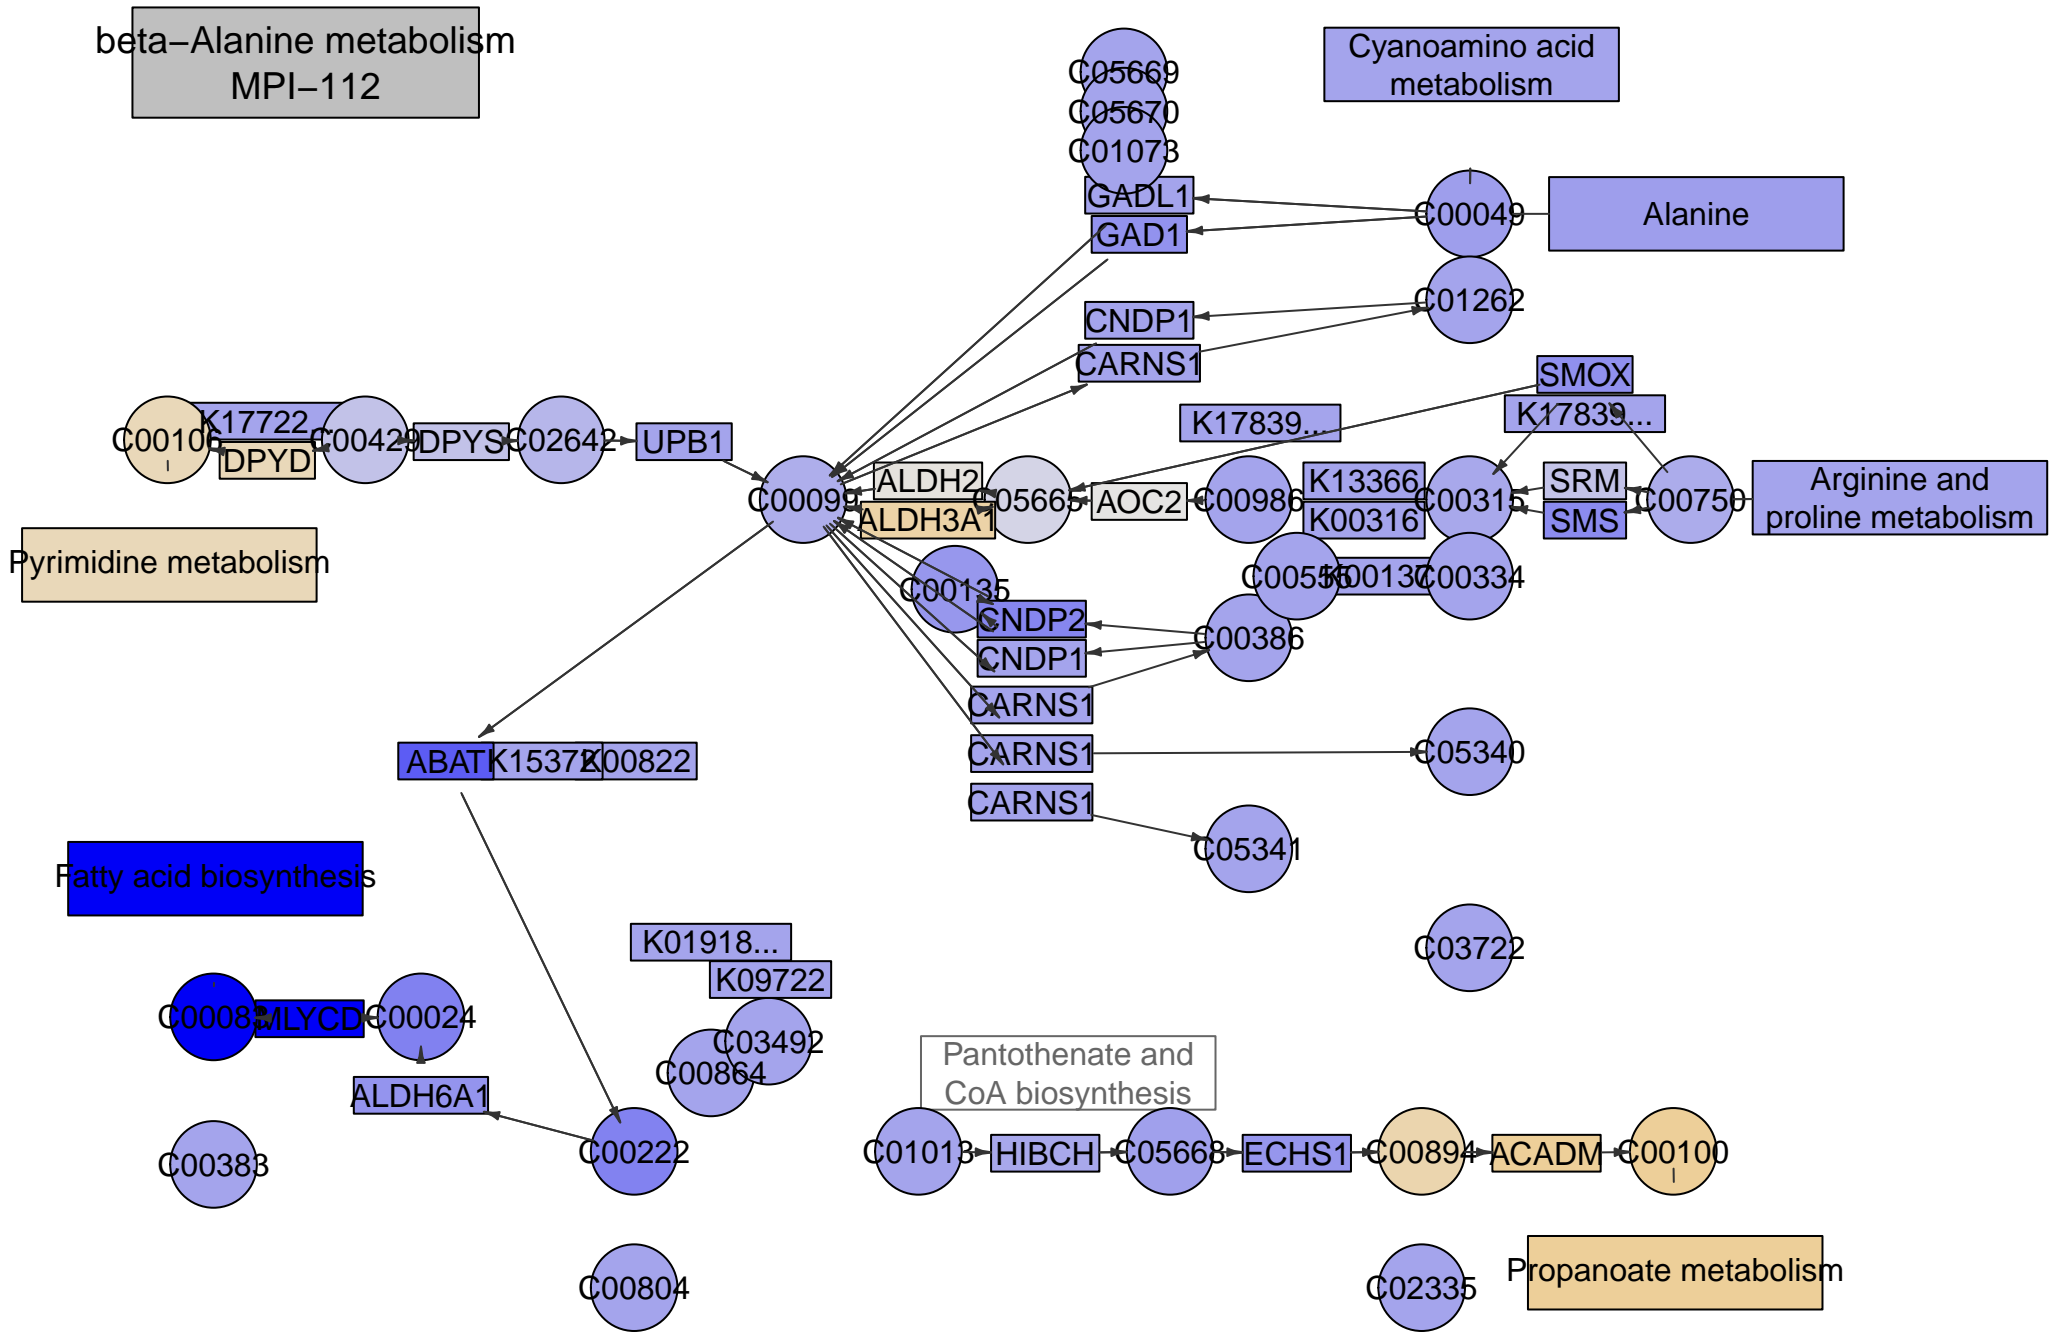 beta–Alanine metabolism
MPI–112
C05669
C05670
C01073
Cyanoamino acid
metabolism
GADL1
GAD1
C00049
Alanine
CNDP1
CARNS1
C01262
SMOX
K17839...
K17839...
C00106
K17722...
DPYD
C00429
DPYS
C02642
UPB1
C00099
ALDH2
ALDH3A1
C05665
AOC2
C00986
K13366
K00316
C00315
SRM
SMS
C00750
Arginine and
proline metabolism
Pyrimidine metabolism
C00135
C00555
K00137
C00334
CNDP2
CNDP1
C00386
CARNS1
CARNS1
CARNS1
C05340
C05341
ABAT
K15372
K00822
Fatty acid biosynthesis
K01918...
K09722
C03722
C00083
MLYCD
C00024
C03492
C00864
ALDH6A1
Pantothenate and
CoA biosynthesis
C00383
C00222
C01013
HIBCH
C05668
ECHS1
C00894
ACADM
C00100
C00804
C02335
Propanoate metabolism